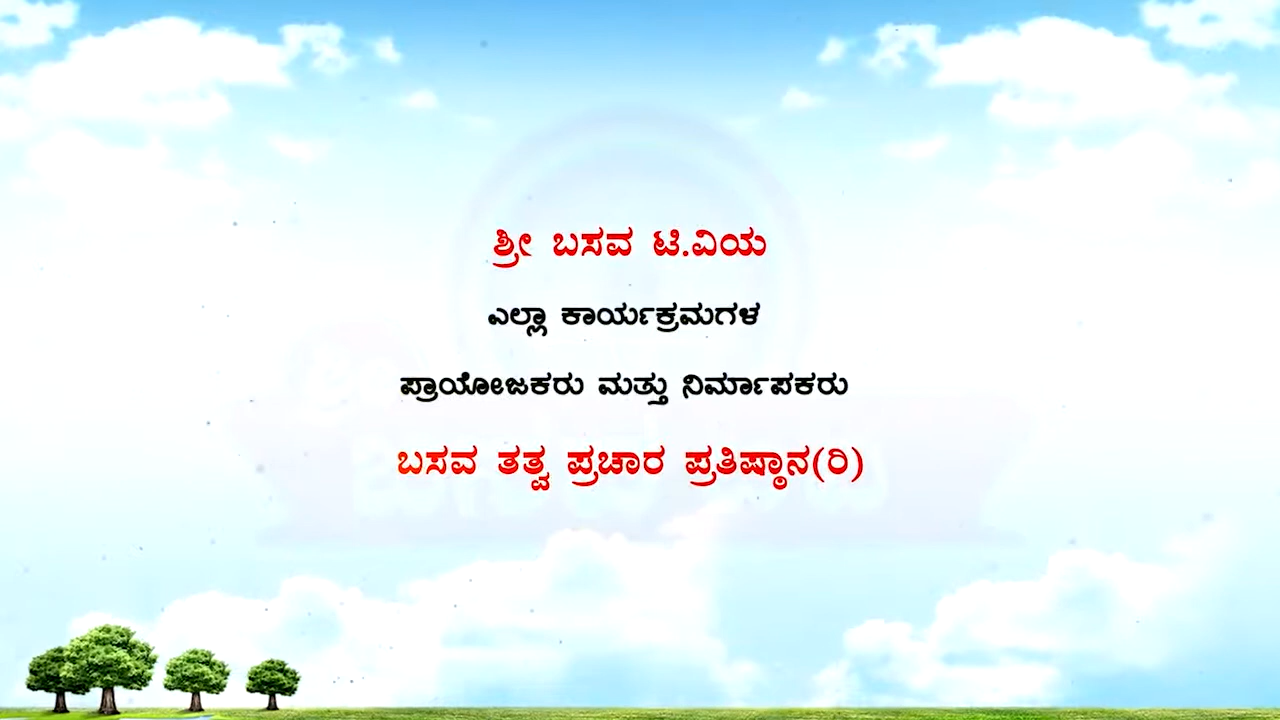 ಶ್ರೀ ಬಸವ ಟಿ.ವಿಯ
ಎಲ್ಲಾ ಕಾರ್ಯಕ್ರಮಗಳ
ಪ್ರಾಯೋಜಕರು ಮತ್ತು ನಿರ್ಮಾಪಕರು
ಬಸವ ತತ್ವ ಪ್ರಚಾರ ಪ್ರತಿಷ್ಠಾನ(ರಿ)